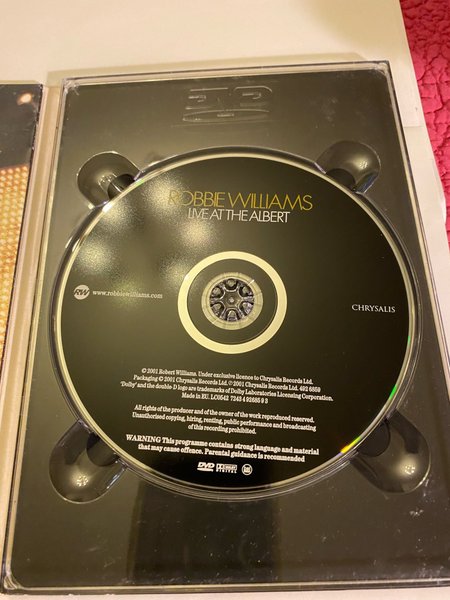 ROBBIE WILLIAMS
LIVE AT THE ALBERT
RW www.robbiewilliams.com
CHRYSALIS
© 2001 Robert Williams. Under exclusive licence to Chrysalis Records Ltd.
Packaging © 2001 Chrysalis Records Ltd. © 2001 Chrysalis Records Ltd. 492 6859
'Dolby' and the double D logo are trademarks of Dolby Laboratories Licensing Corporation.
Made in EU. LC0542 7243 4 92685 9 3
All rights of the producer and of the owner of the work reproduced reserved.
Unauthorised copying, hiring, renting, public performance and broadcasting
of this recording prohibited.
WARNING This programme contains strong language and material
that may cause offence. Parental guidance is recommended
DVD DOLBY DIGITAL